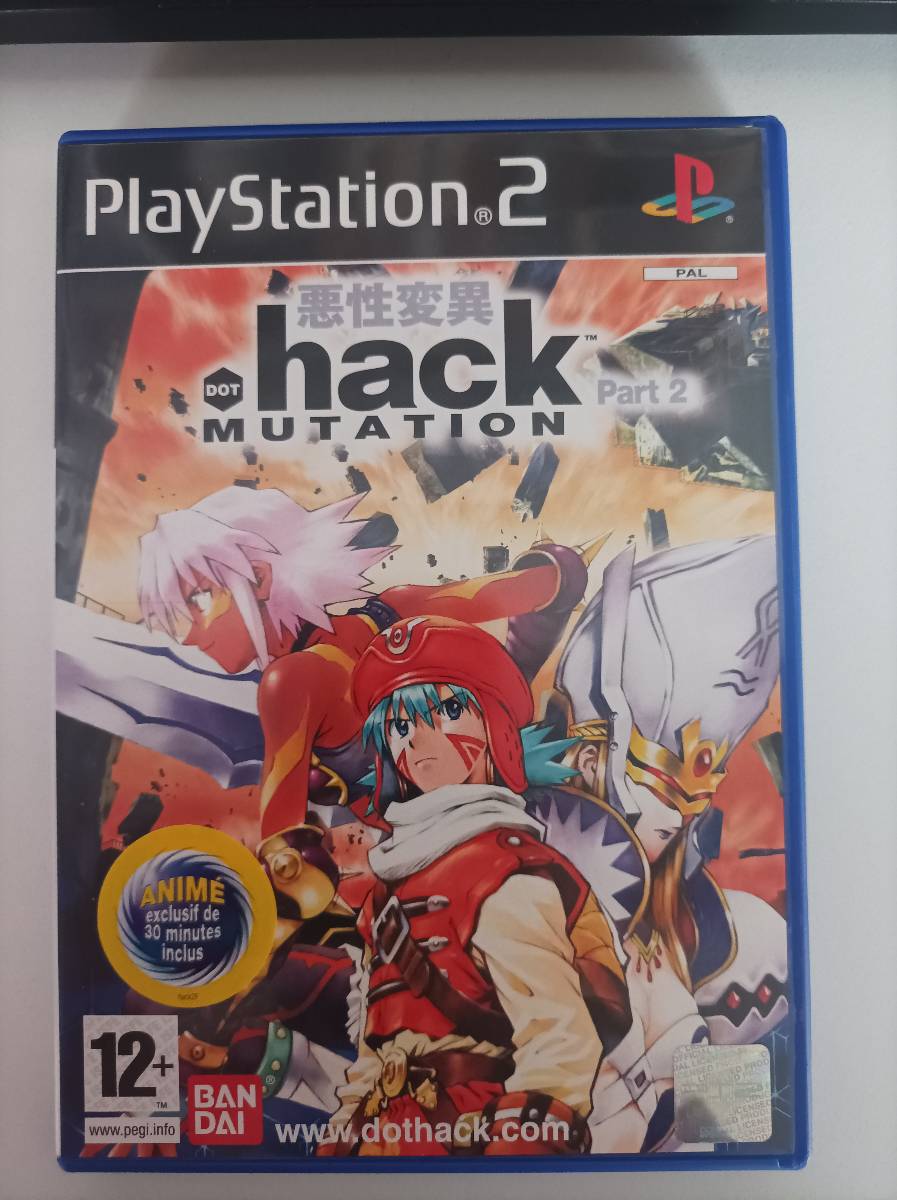 PlayStation®2
PAL
悪性変異
DOT
.hack™
Part 2
MUTATION
ANIMÉ
exclusif de
30 minutes
inclus
12+
™
www.pegi.info
BAN
DAI
®
www.dothack.com